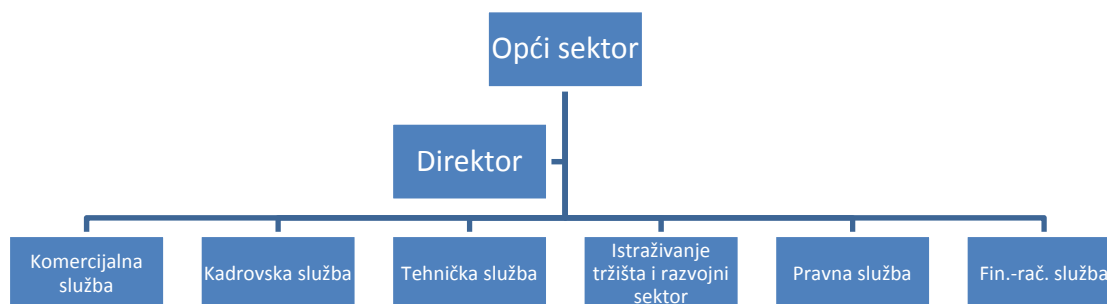 Opći sektor
Direktor
Komercijalna
služba
Kadrovska služba
Tehnička služba
Istraživanje
tržišta i razvojni
sektor
Pravna služba
Fin.-rač. služba